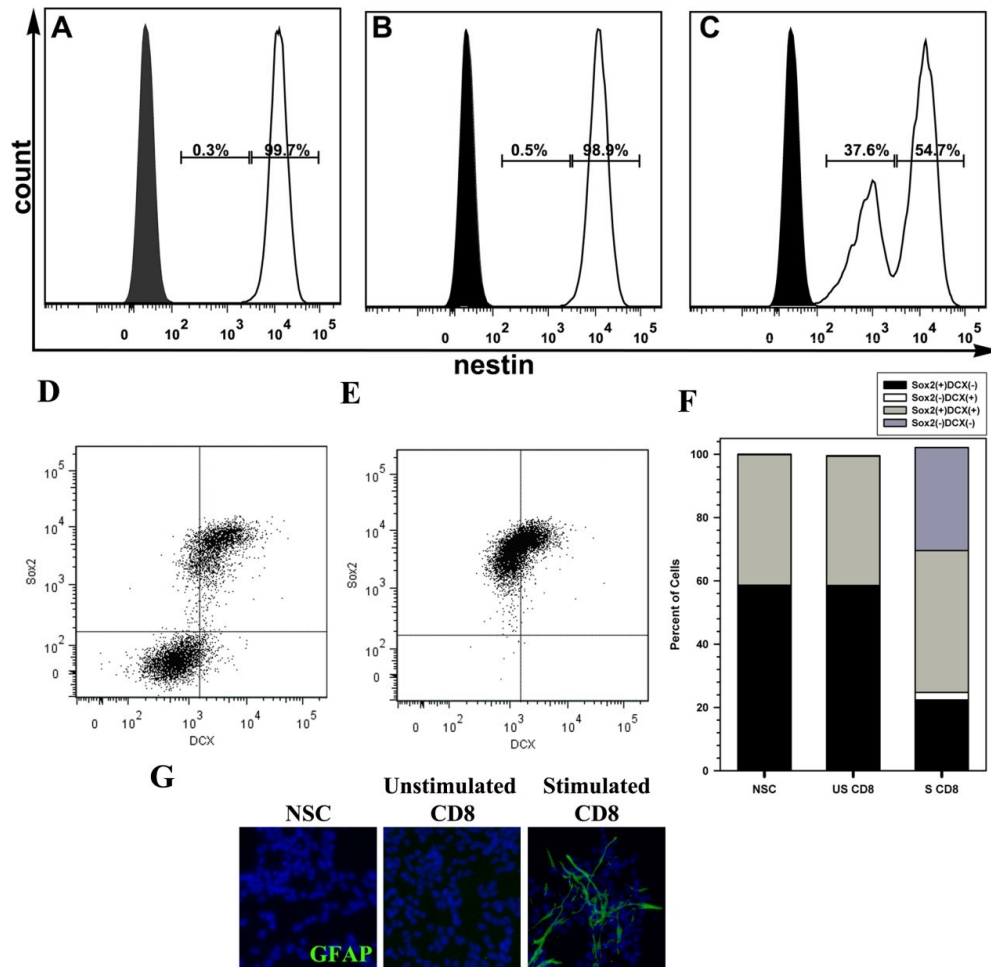 A
B
C
0.3% 99.7%
0.5% 98.9%
37.6% 54.7%
count
0 10² 10³ 10⁴ 10⁵
0 10² 10³ 10⁴ 10⁵
0 10² 10³ 10⁴ 10⁵
nestin
D
E
F
Sox2(+)DCX(-)
Sox2(-)DCX(+)
Sox2(+)DCX(+)
Sox2(-)DCX(-)
10⁵
10⁴
10³
10²
0
Sox2
0 10² 10³ 10⁴ 10⁵
DCX
10⁵
10⁴
10³
10²
0
Sox2
0 10² 10³ 10⁴ 10⁵
DCX
100
80
60
40
20
0
Percent of Cells
NSC US CD8 S CD8
G
NSC
Unstimulated
CD8
Stimulated
CD8
GFAP